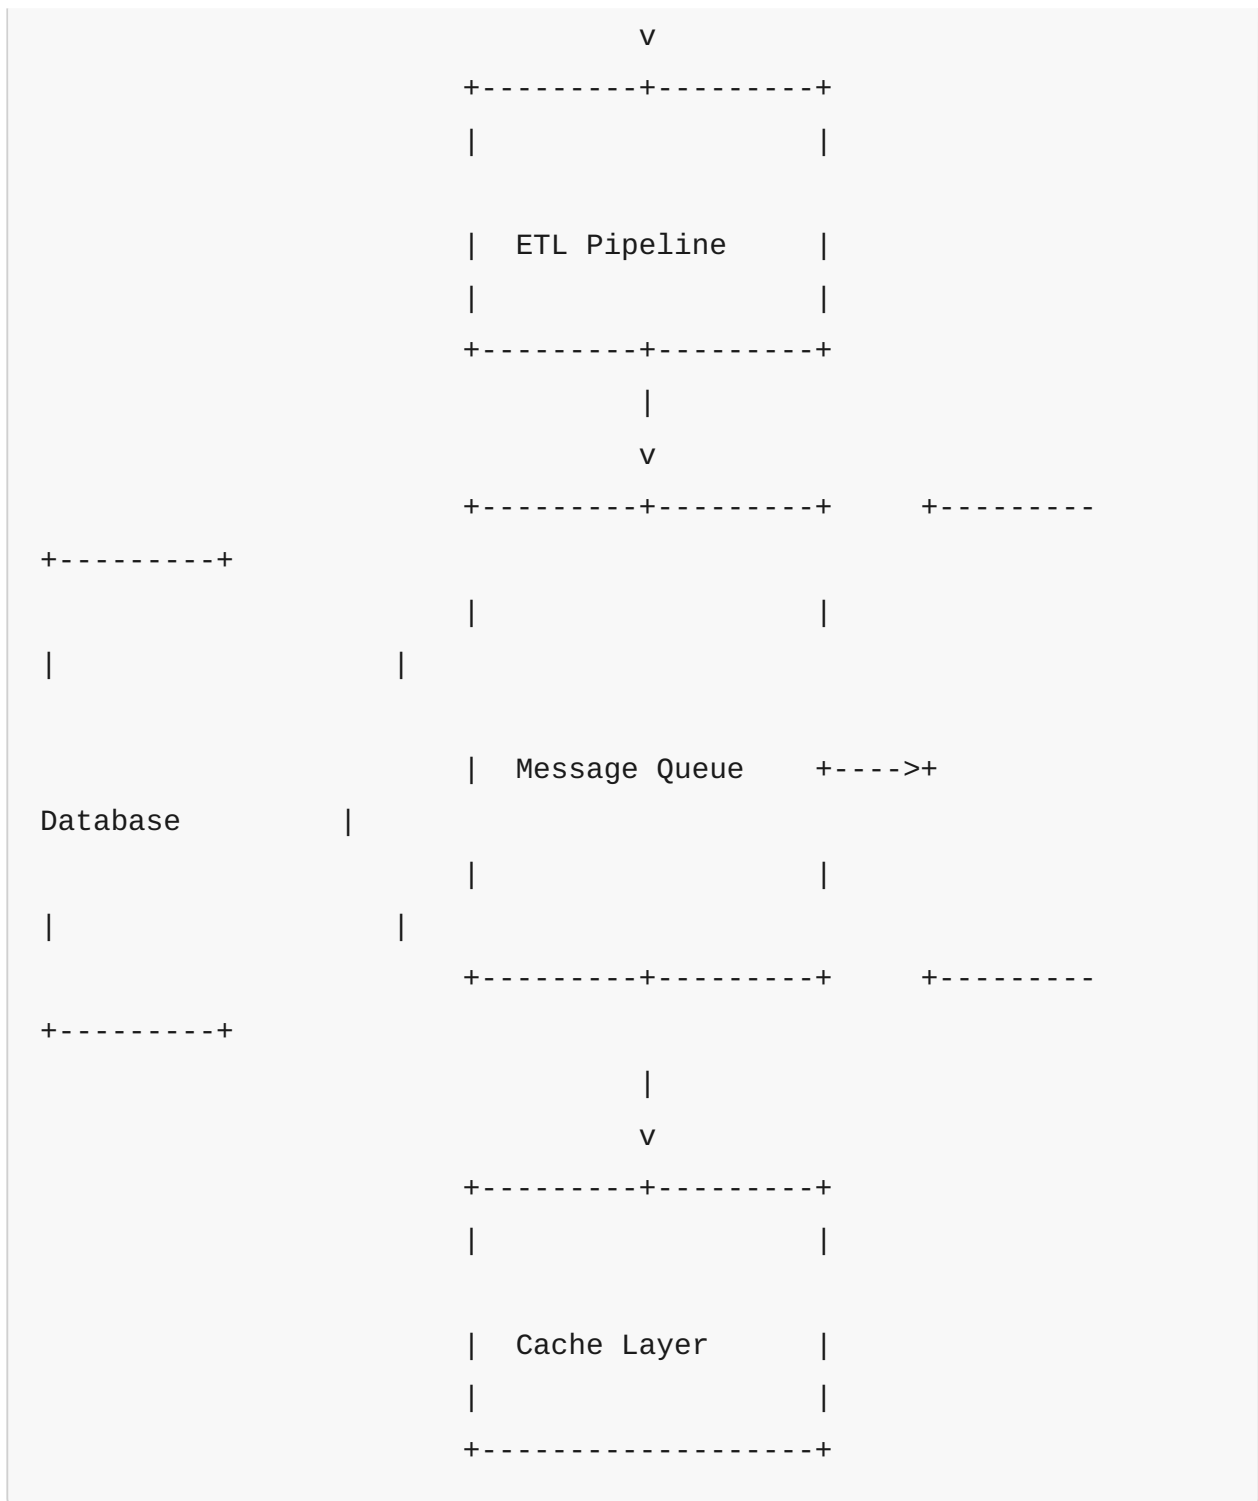 v
                        +---------+---------+
                        |                   |

                        |  ETL Pipeline     |
                        |                   |
                        +---------+---------+
                                  |
                                  v
                        +---------+---------+     +---------
+---------+
                        |                   |
|                   |

                        |  Message Queue    +---->+
Database         |
                        |                   |
|                   |
                        +---------+---------+     +---------
+---------+
                                  |
                                  v
                        +---------+---------+
                        |                   |

                        |  Cache Layer      |
                        |                   |
                        +-------------------+